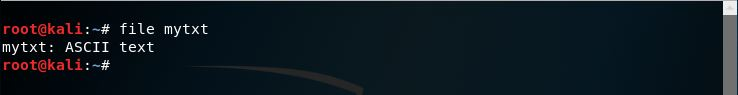 root@kali:~# file mytxt
mytxt: ASCII text
root@kali:~#